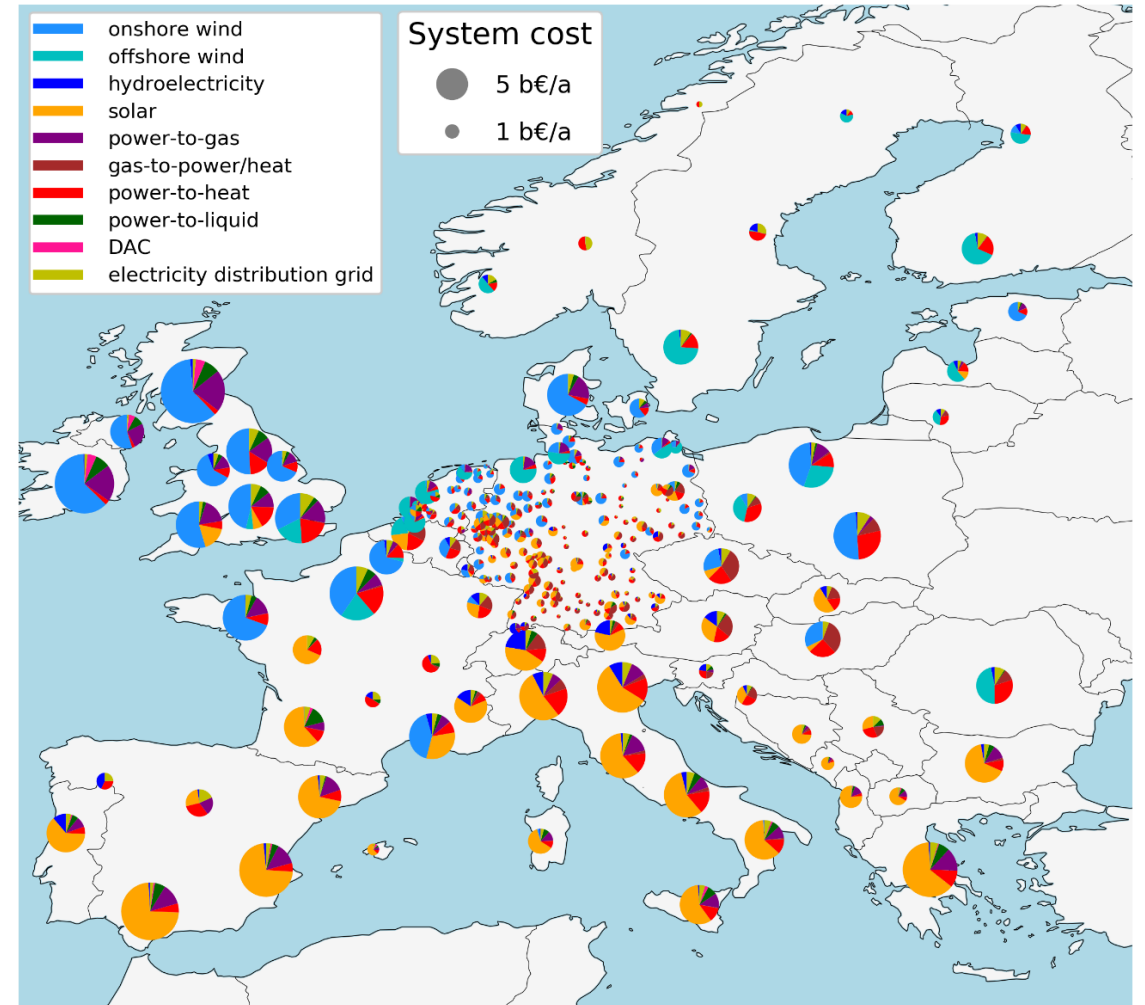 onshore wind
offshore wind
hydroelectricity
solar
power-to-gas
gas-to-power/heat
power-to-heat
power-to-liquid
DAC
electricity distribution grid
System cost
5 b€/a
1 b€/a